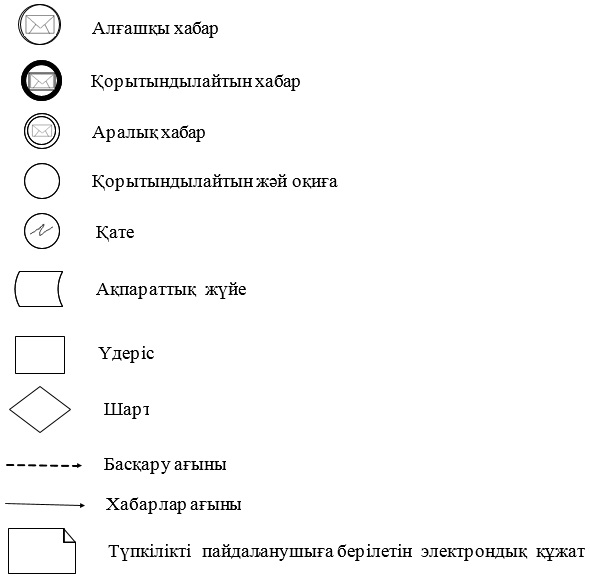 Алғашқы хабар
Қорытындылайтын хабар
Аралық хабар
Қорытындылайтын жәй оқиға
Қате
Ақпараттық жүйе
Үдеріс
Шарт
Басқару ағыны
Хабарлар ағыны
Түпкілікті пайдаланушыға берілетін электрондық құжат